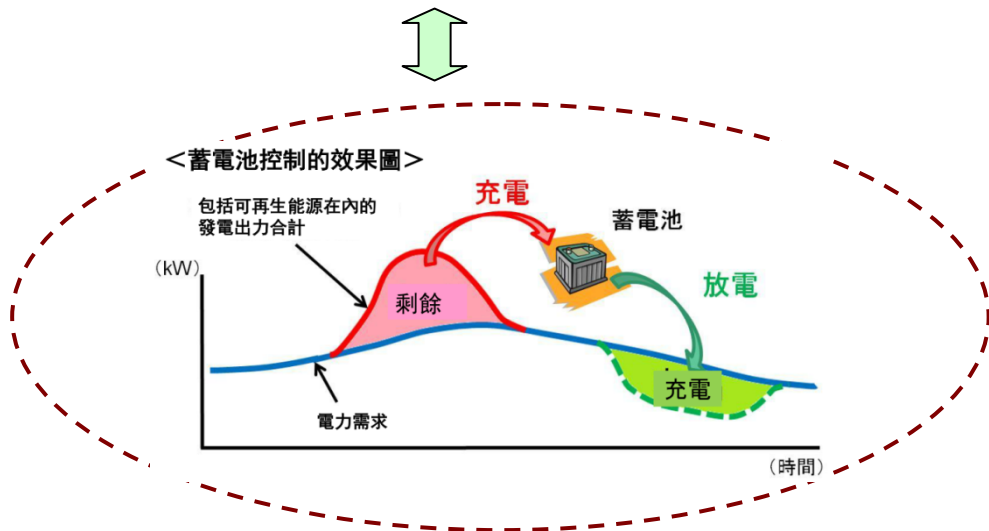 ＜蓄電池控制的效果圖＞
充電
包括可再生能源在內的
發電出力合計
蓄電池
（kW）
放電
剩餘
充電
電力需求
（時間）